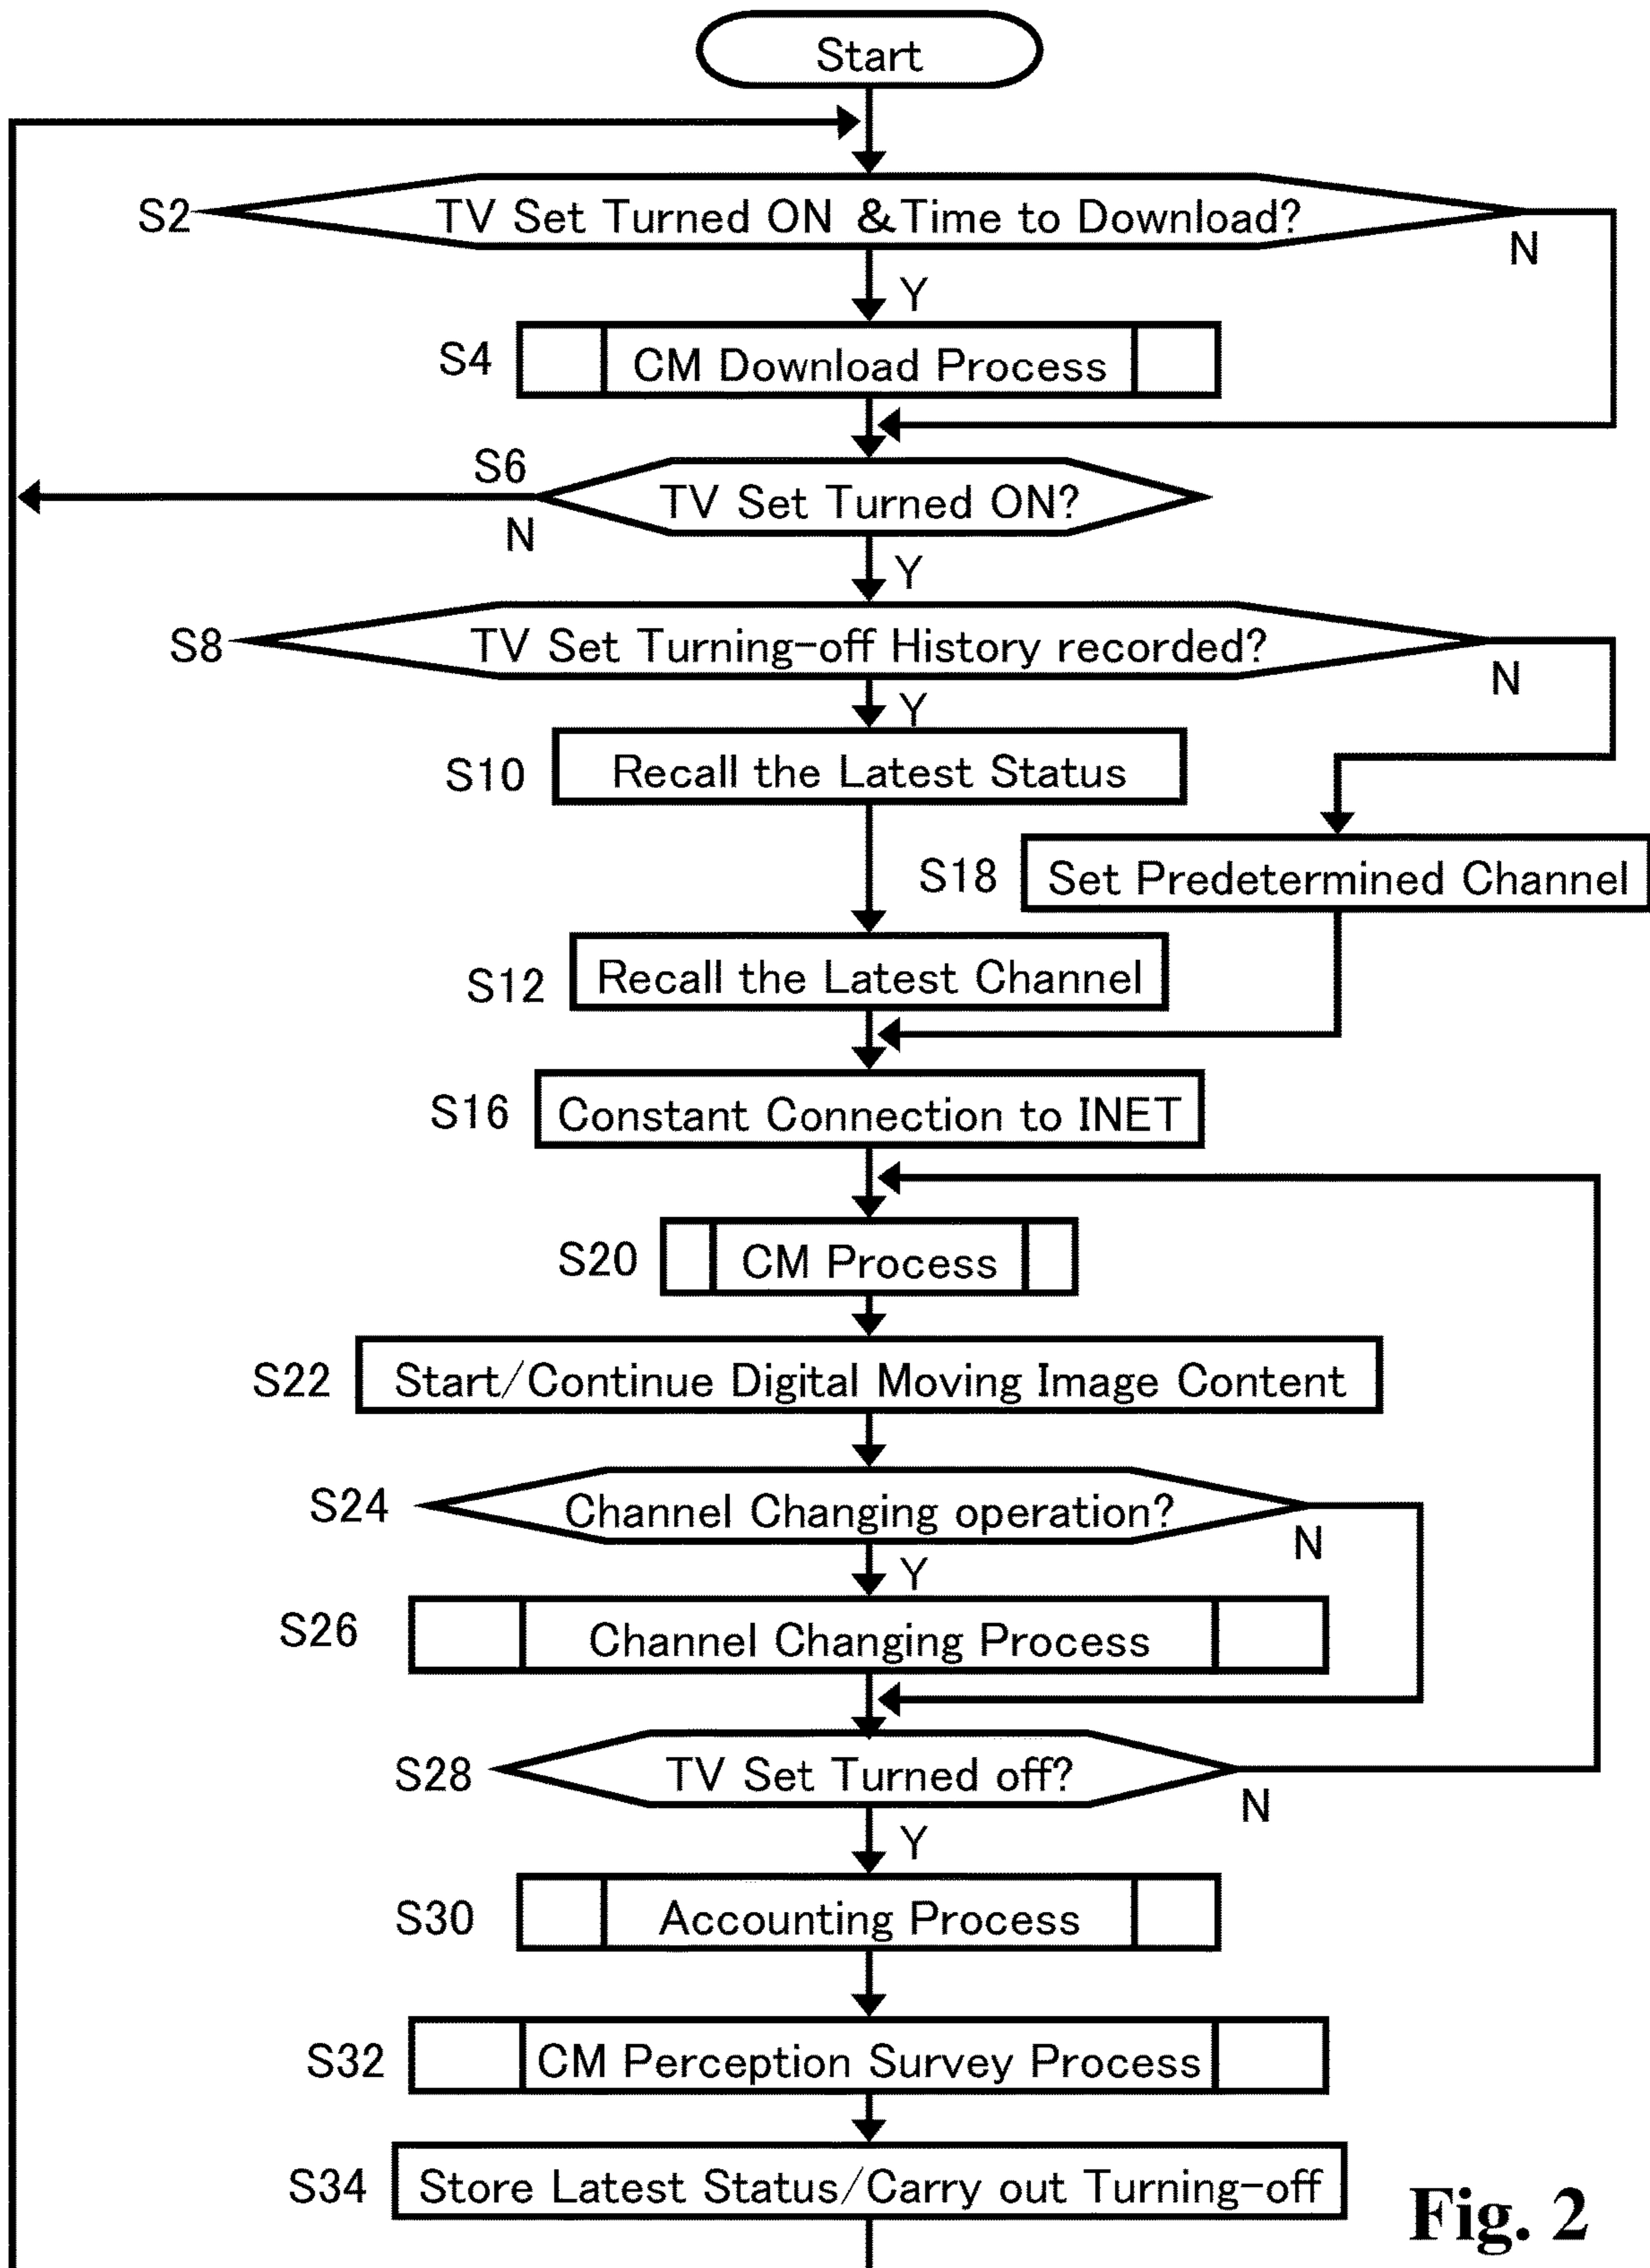 Start
S2
TV Set Turned ON &Time to Download?
N
Y
S4
CM Download Process
S6
TV Set Turned ON?
N
Y
S8
TV Set Turning-off History recorded?
N
Y
S10
Recall the Latest Status
S18
Set Predetermined Channel
S12
Recall the Latest Channel
S16
Constant Connection to INET
S20
CM Process
S22
Start/Continue Digital Moving Image Content
S24
Channel Changing operation?
N
Y
S26
Channel Changing Process
S28
TV Set Turned off?
N
Y
S30
Accounting Process
S32
CM Perception Survey Process
S34
Store Latest Status/Carry out Turning-off
Fig. 2